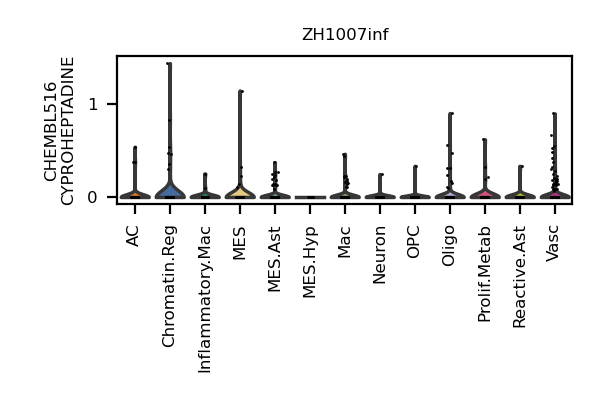 ZH1007inf
CHEMBL516
CYPROHEPTADINE
1
0
AC
Chromatin.Reg
Inflammatory.Mac
MES
MES.Ast
MES.Hyp
Mac
Neuron
OPC
Oligo
Prolif.Metab
Reactive.Ast
Vasc